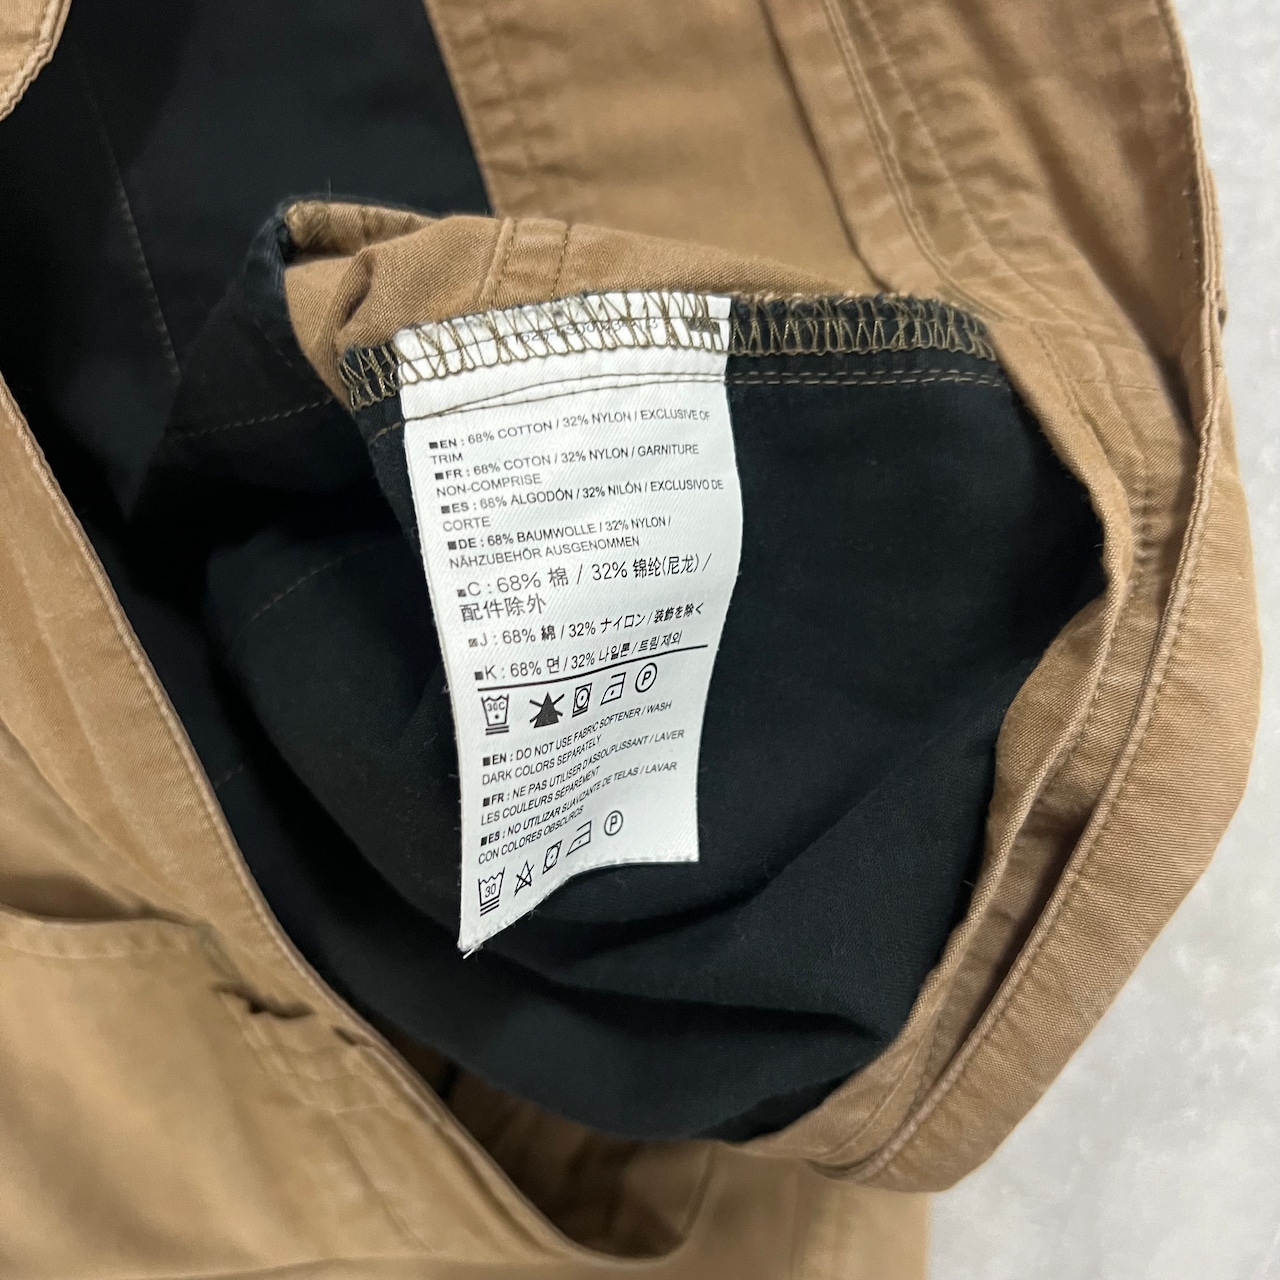 ■EN : 68% COTTON / 32% NYLON / EXCLUSIVE OF
TRIM
■FR : 68% COTON / 32% NYLON / GARNITURE
NON-COMPRISE
■ES : 68% ALGODÓN / 32% NILÓN / EXCLUSIVO DE
CORTE
■DE : 68% BAUMWOLLE / 32% NYLON /
NÄHZUBEHÖR AUSGENOMMEN
■C : 68% 棉 / 32% 锦纶(尼龙) /
配件除外
■J : 68% 綿 / 32% ナイロン / 装飾を除く
■K : 68% 면 / 32% 나일론 / 트림 제외
30C P
■EN : DO NOT USE FABRIC SOFTENER / WASH
DARK COLORS SEPARATELY
■FR : NE PAS UTILISER D'ASSOUPLISSANT / LAVER
LES COULEURS SÉPARÉMENT
■ES : NO UTILIZAR SUAVIZANTE DE TELAS / LAVAR
CON COLORES OBSCUROS
30 P